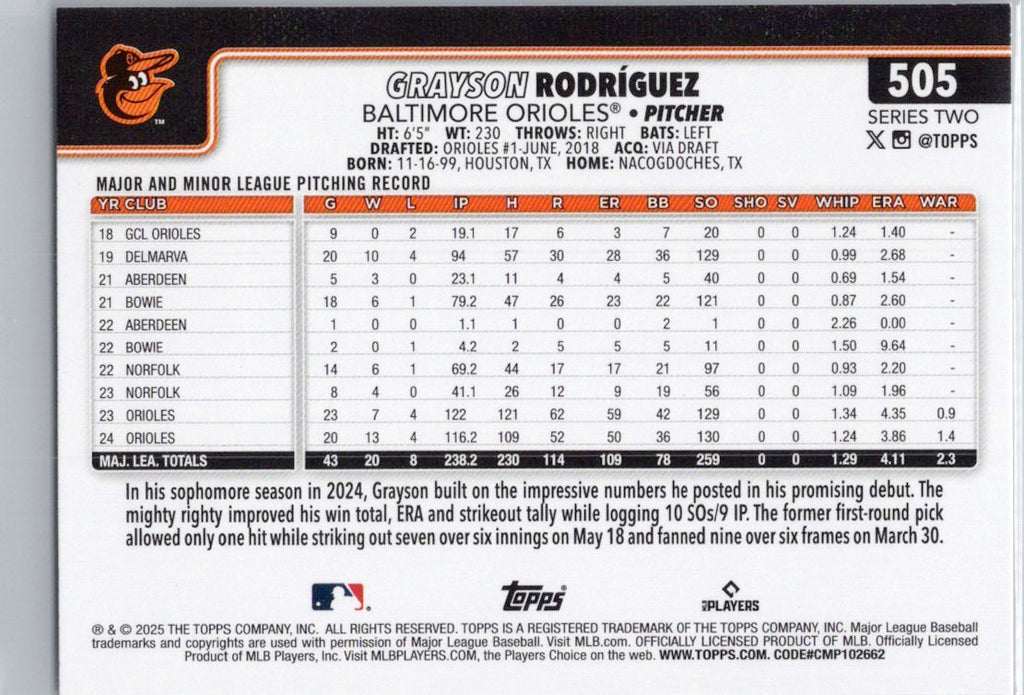 GRAYSON RODRÍGUEZ
505
BALTIMORE ORIOLES® • PITCHER
SERIES TWO
HT: 6'5" WT: 230 THROWS: RIGHT BATS: LEFT
@TOPPS
DRAFTED: ORIOLES #1-JUNE, 2018 ACQ: VIA DRAFT
BORN: 11-16-99, HOUSTON, TX HOME: NACOGDOCHES, TX
TM
MAJOR AND MINOR LEAGUE PITCHING RECORD
YR CLUB G W L IP H R ER BB SO SHO SV WHIP ERA WAR
18 GCL ORIOLES 9 0 2 19.1 17 6 3 7 20 0 0 1.24 1.40 -
19 DELMARVA 20 10 4 94 57 30 28 36 129 0 0 0.99 2.68 -
21 ABERDEEN 5 3 0 23.1 11 4 4 5 40 0 0 0.69 1.54 -
21 BOWIE 18 6 1 79.2 47 26 23 22 121 0 0 0.87 2.60 -
22 ABERDEEN 1 0 0 1.1 1 0 0 2 1 0 0 2.26 0.00 -
22 BOWIE 2 0 1 4.2 2 5 5 5 11 0 0 1.50 9.64 -
22 NORFOLK 14 6 1 69.2 44 17 17 21 97 0 0 0.93 2.20 -
23 NORFOLK 8 4 0 41.1 26 12 9 19 56 0 0 1.09 1.96 -
23 ORIOLES 23 7 4 122 121 62 59 42 129 0 0 1.34 4.35 0.9
24 ORIOLES 20 13 4 116.2 109 52 50 36 130 0 0 1.24 3.86 1.4
MAJ. LEA. TOTALS 43 20 8 238.2 230 114 109 78 259 0 0 1.29 4.11 2.3
In his sophomore season in 2024, Grayson built on the impressive numbers he posted in his promising debut. The
mighty righty improved his win total, ERA and strikeout tally while logging 10 SOs/9 IP. The former first-round pick
allowed only one hit while striking out seven over six innings on May 18 and fanned nine over six frames on March 30.
Topps® MLB PLAYERS
® & © 2025 THE TOPPS COMPANY, INC. ALL RIGHTS RESERVED. TOPPS IS A REGISTERED TRADEMARK OF THE TOPPS COMPANY, INC. Major League Baseball
trademarks and copyrights are used with permission of Major League Baseball. Visit MLB.com. OFFICIALLY LICENSED PRODUCT OF MLB. Officially Licensed
Product of MLB Players, Inc. Visit MLBPLAYERS.COM, the Players Choice on the web. WWW.TOPPS.COM. CODE#CMP102662